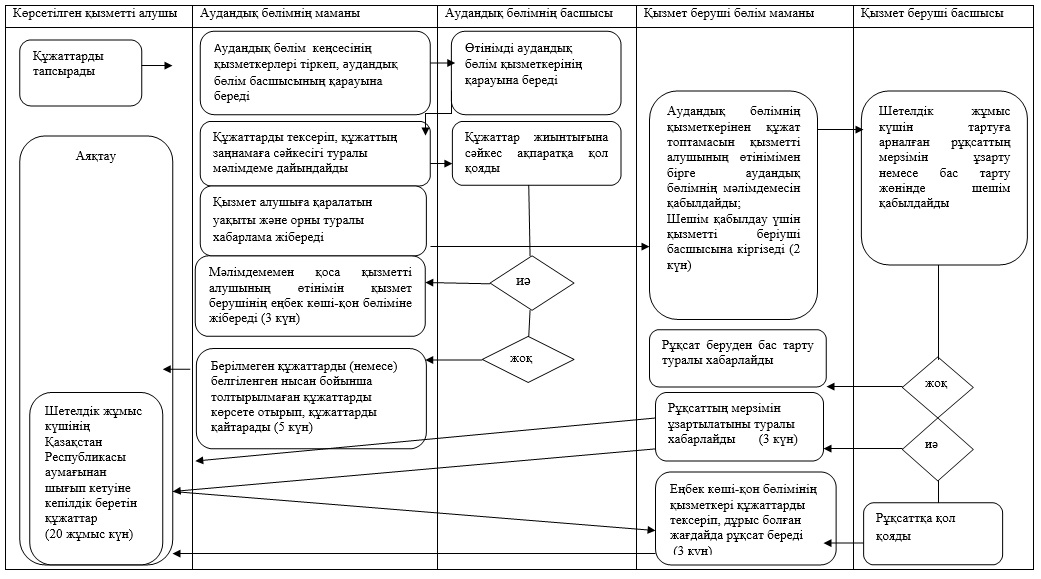 Көрсетілген қызметті алушы
Аудандық бөлімнің маманы
Аудандық бөлімнің басшысы
Қызмет беруші бөлім маманы
Қызмет беруші басшысы
Құжаттарды
тапсырады
Аудандық бөлім кеңсесінің
қызметкерлері тіркеп, аудандық
бөлім басшысының қарауына
береді
Өтінімді аудандық
бөлім қызметкерінің
қарауына береді
Құжаттарды тексеріп, құжаттың
заңнамаға сәйкесігі туралы
мәлімдеме дайындайды
Құжаттар жиынтығына
сәйкес ақпаратқа қол
қояды
Қызмет алушыға қаралатын
уақыты және орны туралы
хабарлама жібереді
Мәлімдемемен қоса қызметті
алушының өтінімін қызмет
берушінің еңбек көші-қон бөліміне
жібереді (3 күн)
иә
жоқ
Берілмеген құжаттарды (немесе)
белгіленген нысан бойынша
толтырылмаған құжаттарды
көрсете отырып, құжаттарды
қайтарады (5 күн)
Аудандық бөлімнің
қызметкерінен құжат
топтамасын қызметті
алушының өтінімімен
бірге аудандық
бөлімнің мәлімдемесін
қабылдайды;
Шешім қабылдау үшін
қызметті беріуші
басшысына кіргізеді (2
күн)
Шетелдік жұмыс
күшін тартуға
арналған рұқсаттың
мерзімін ұзарту
немесе бас тарту
жөнінде шешім
қабылдайды
Рұқсат беруден бас тарту
туралы хабарлайды
жоқ
Рұқсаттың мерзімін
ұзартылатыны туралы
хабарлайды (3 күн)
иә
Еңбек көші-қон бөлімінің
қызметкері құжаттарды
тексеріп, дұрыс болған
жағдайда рұқсат береді
(3 күн)
Рұқсаттқа қол
қояды
Аяқтау
Шетелдік жұмыс
күшінің
Қазақстан
Республикасы
аумағынан
шығып кетуіне
кепілдік беретін
құжаттар
(20 жұмыс күн)